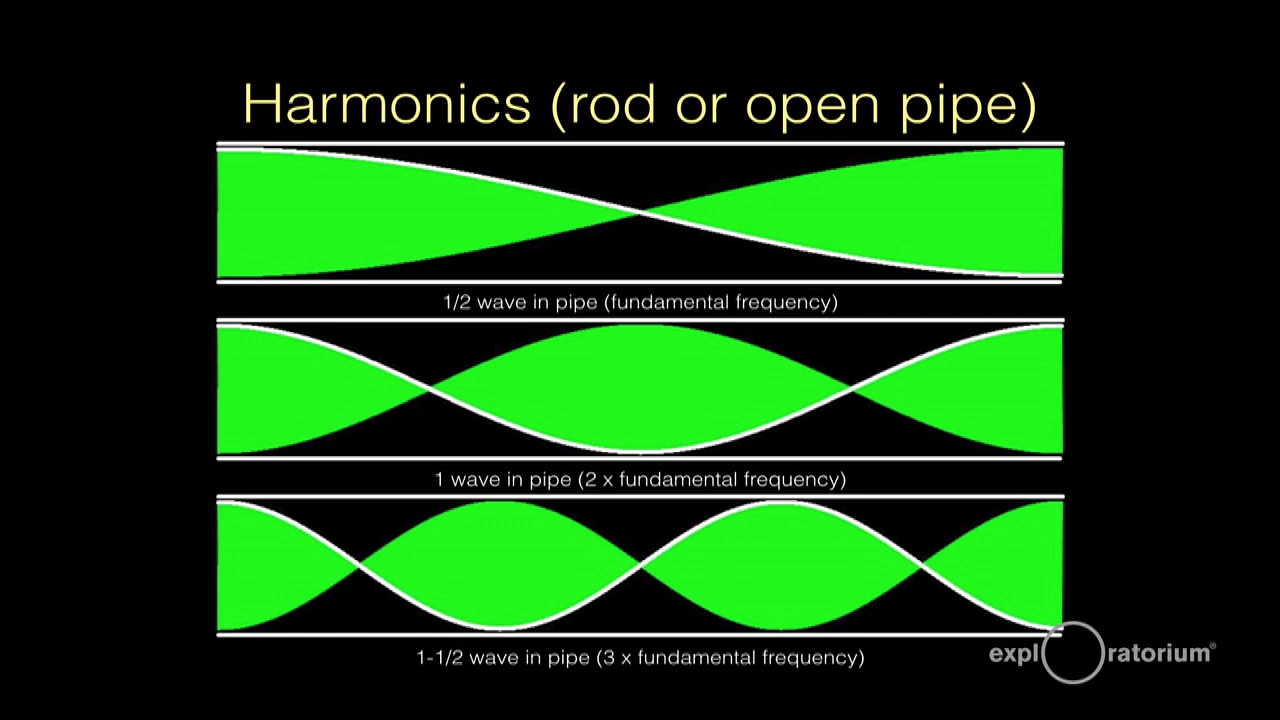 Harmonics (rod or open pipe)
1/2 wave in pipe (fundamental frequency)
1 wave in pipe (2 x fundamental frequency)
1-1/2 wave in pipe (3 x fundamental frequency)
expl○ratorium®